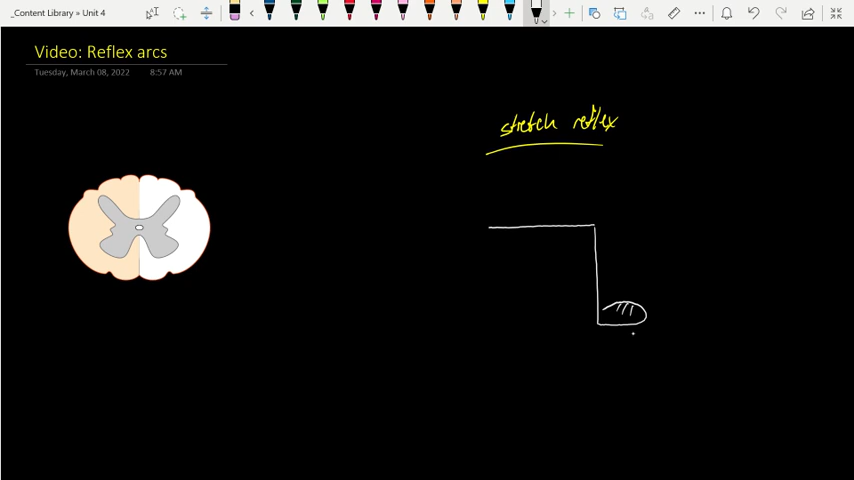 _Content Library » Unit 4
Video: Reflex arcs
Tuesday, March 08, 2022 8:57 AM
stretch reflex